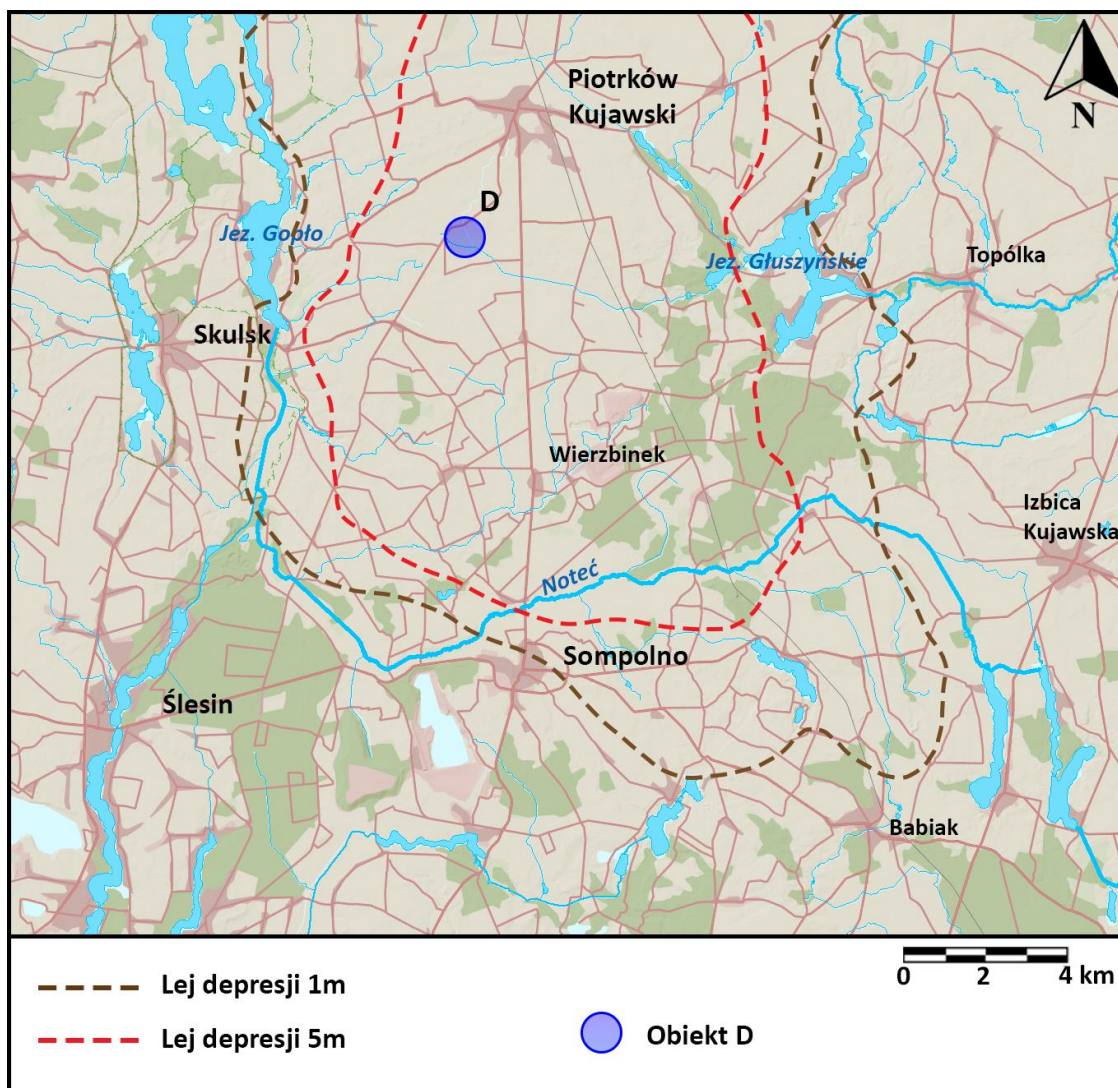 Piotrków
Kujawski
N
D
Jez. Gopło
Jez. Głuszyńskie
Topólka
Skulsk
Wierzbinek
Izbica
Kujawska
Noteć
Sompolno
Ślesin
Babiak
Lej depresji 1m
0 2 4 km
Lej depresji 5m
Obiekt D